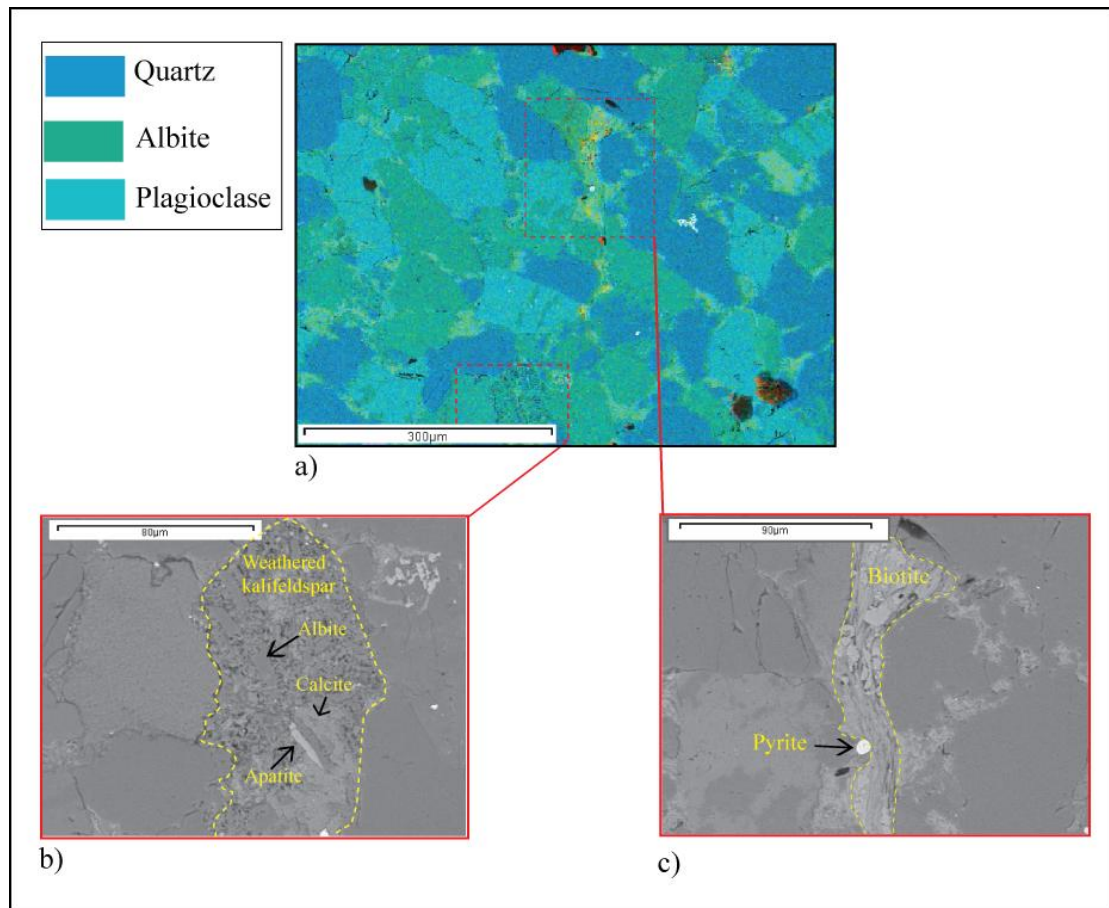 Quartz
Albite
Plagioclase
300µm
a)
80µm
Weathered
kalifeldspar
Albite
Calcite
Apatite
b)
90µm
Biotite
Pyrite
c)